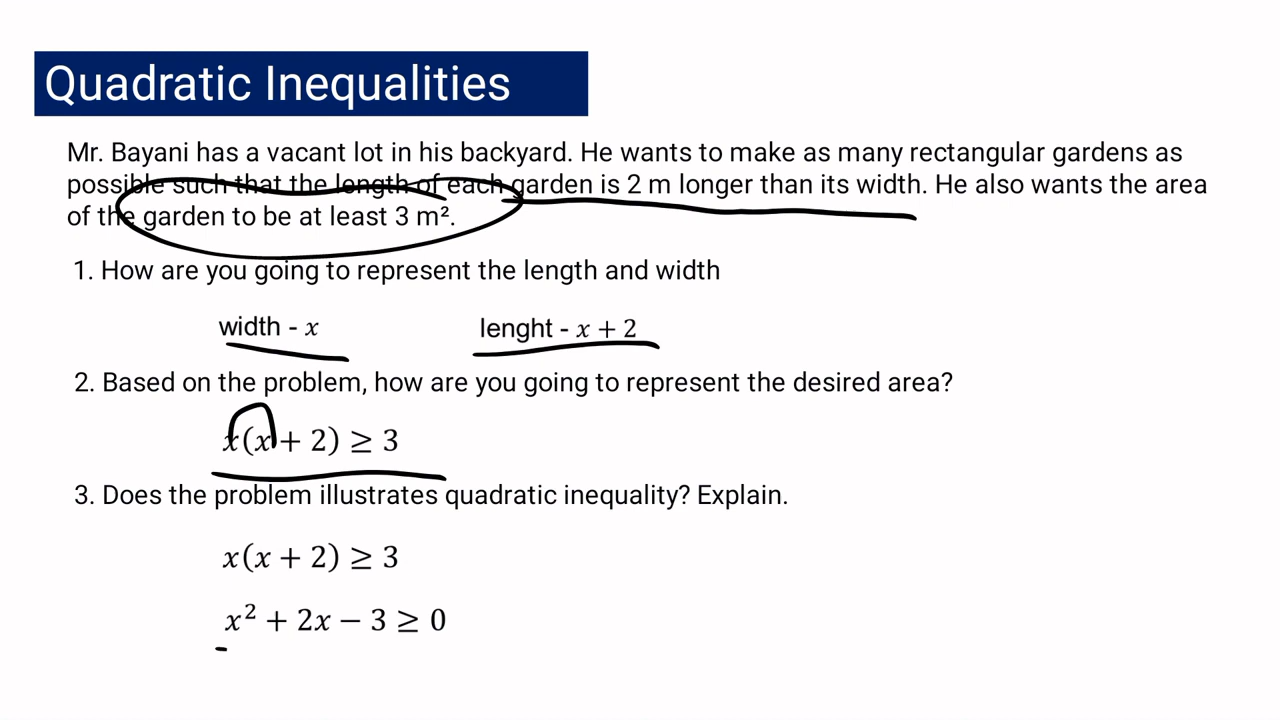 Quadratic Inequalities
Mr. Bayani has a vacant lot in his backyard. He wants to make as many rectangular gardens as
possible such that the length of each garden is 2 m longer than its width. He also wants the area
of the garden to be at least 3 m².
1. How are you going to represent the length and width
width - x
lenght - x + 2
2. Based on the problem, how are you going to represent the desired area?
x(x + 2) ≥ 3
3. Does the problem illustrates quadratic inequality? Explain.
x(x + 2) ≥ 3
x² + 2x − 3 ≥ 0